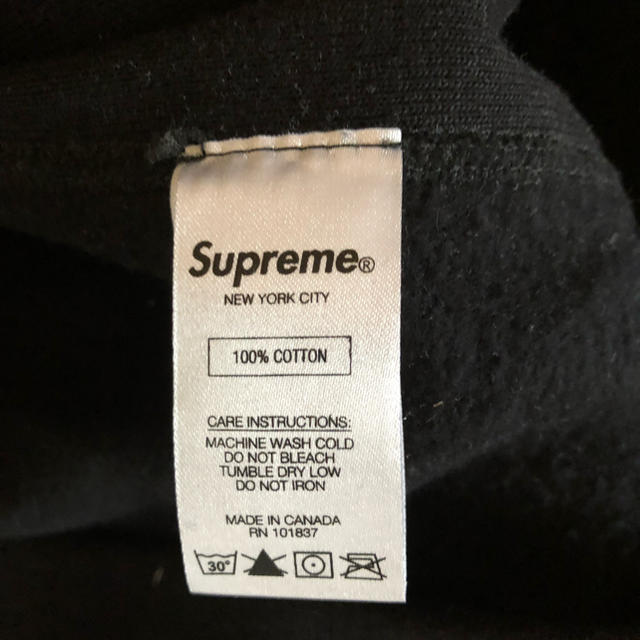 Supreme®
NEW YORK CITY
100% COTTON
CARE INSTRUCTIONS:
MACHINE WASH COLD
DO NOT BLEACH
TUMBLE DRY LOW
DO NOT IRON
MADE IN CANADA
RN 101837
30°